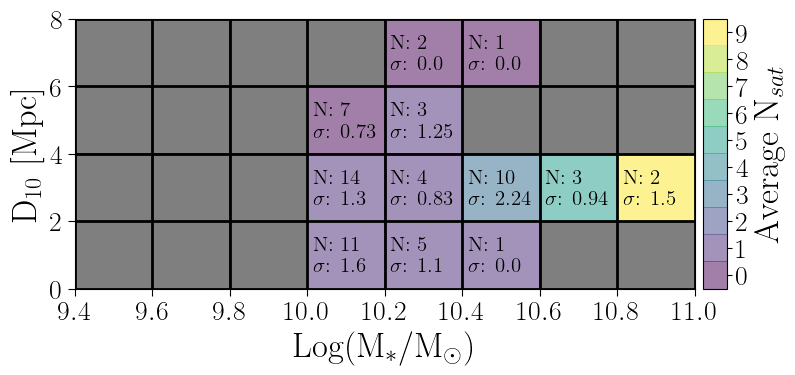 8
N: 2
N: 1
σ: 0.0
σ: 0.0
6
N: 7
N: 3
σ: 0.73
σ: 1.25
4
N: 14
N: 4
N: 10
N: 3
N: 2
σ: 1.3
σ: 0.83
σ: 2.24
σ: 0.94
σ: 1.5
2
N: 11
N: 5
N: 1
σ: 1.6
σ: 1.1
σ: 0.0
0
D₁₀ [Mpc]
9.4 9.6 9.8 10.0 10.2 10.4 10.6 10.8 11.0
Log(M_*/M_⊙)
9
8
7
6
5
4
3
2
1
0
Average N_sat